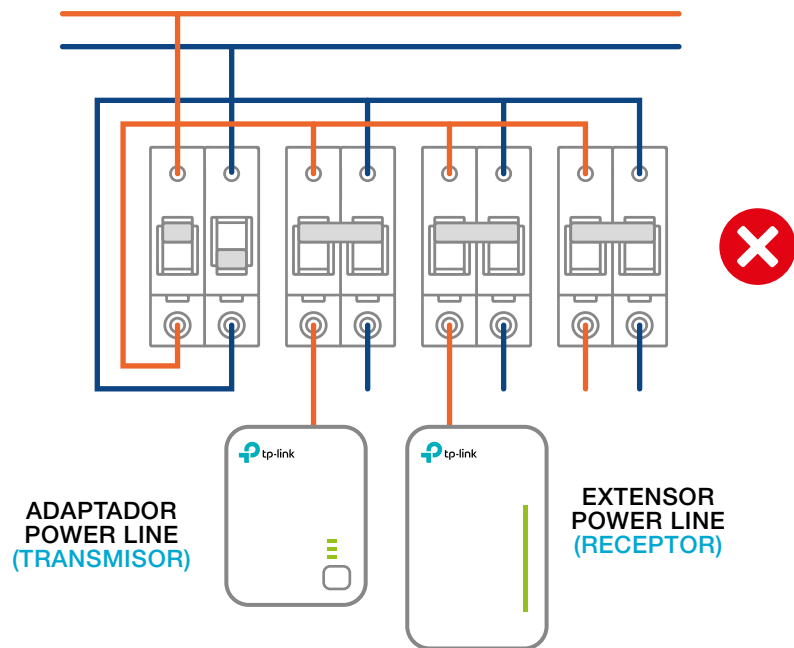 tp-link
tp-link
ADAPTADOR
POWER LINE
(TRANSMISOR)
EXTENSOR
POWER LINE
(RECEPTOR)